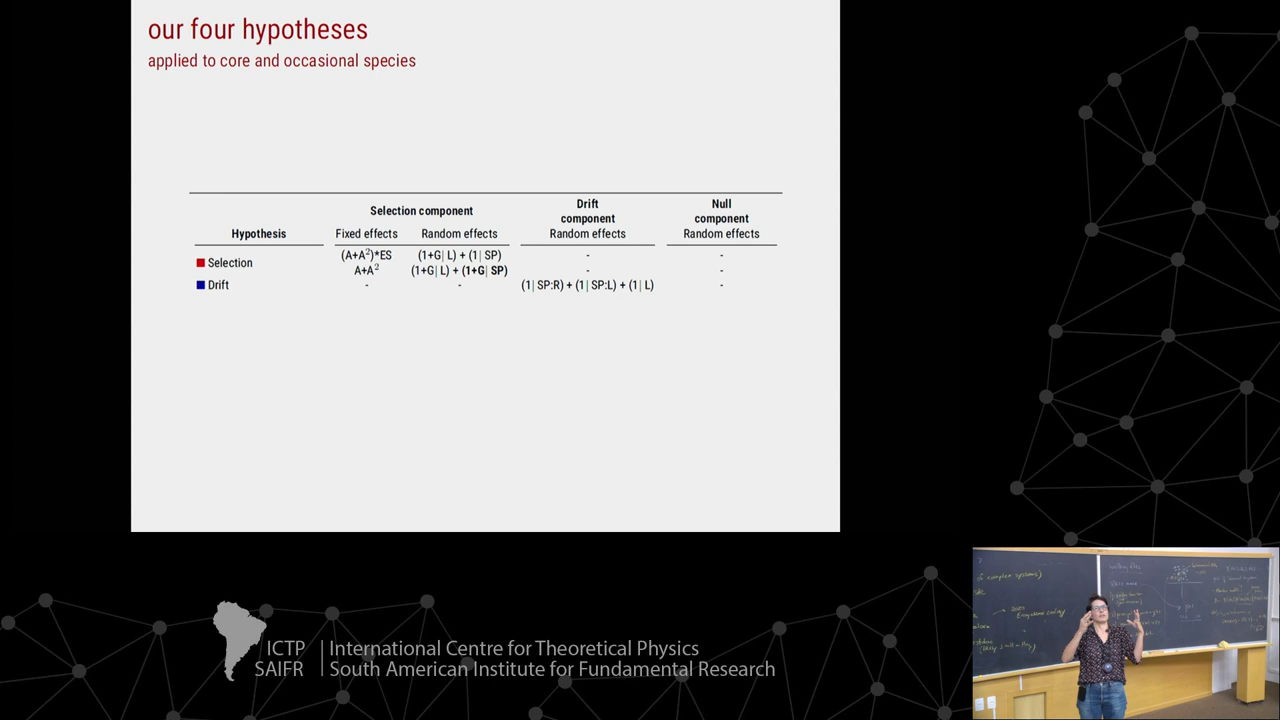 our four hypotheses
applied to core and occasional species
Selection component
Drift component
Null component
Hypothesis Fixed effects Random effects Random effects Random effects
Selection (A+A²)*ES (1+G| L) + (1| SP) - -
A+A² (1+G| L) + (1+G| SP) - -
Drift - - (1| SP:R) + (1| SP:L) + (1| L) -
ICTP SAIFR
International Centre for Theoretical Physics
South American Institute for Fundamental Research